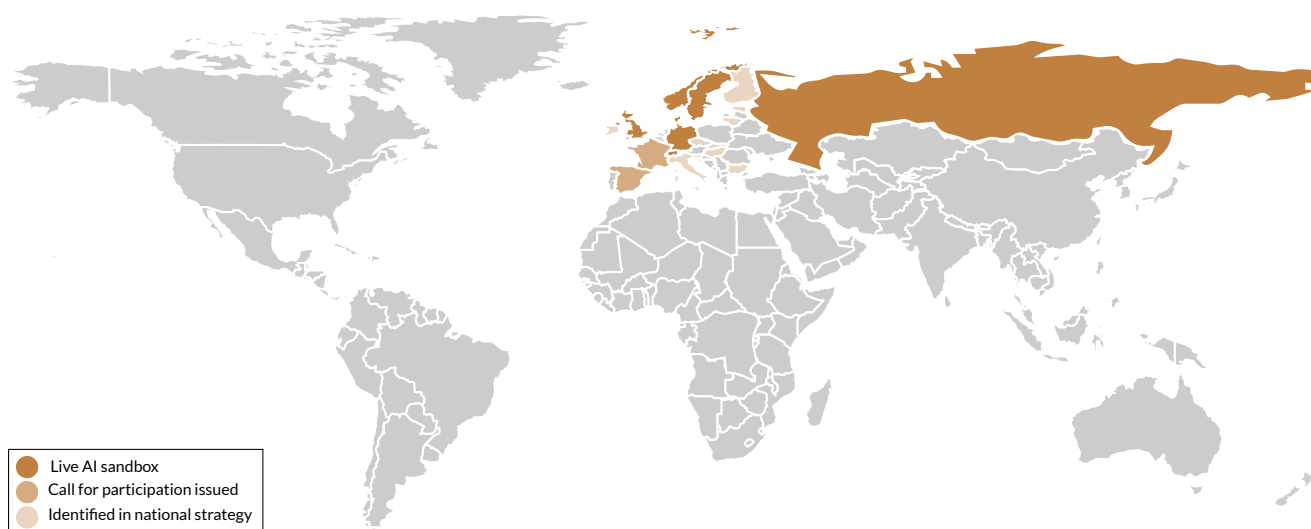 Live AI sandbox
Call for participation issued
Identified in national strategy